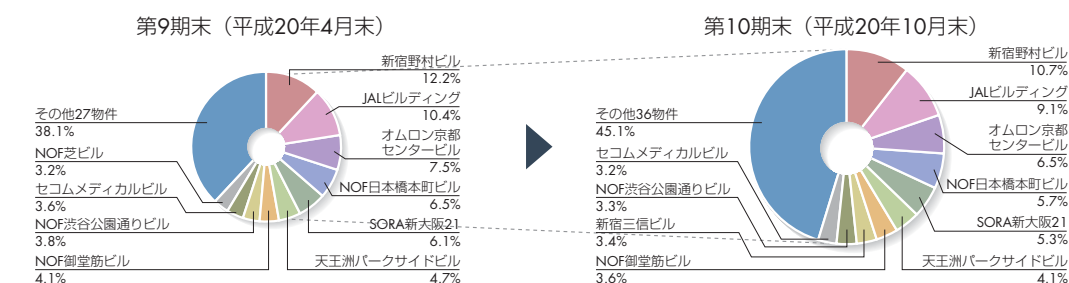 第9期末（平成20年4月末）
新宿野村ビル
12.2%
JALビルディング
10.4%
オムロン京都
センタービル
7.5%
NOF日本橋本町ビル
6.5%
SORA新大阪21
6.1%
天王洲パークサイドビル
4.7%
その他27物件
38.1%
NOF芝ビル
3.2%
セコムメディカルビル
3.6%
NOF渋谷公園通りビル
3.8%
NOF御堂筋ビル
4.1%
第10期末（平成20年10月末）
新宿野村ビル
10.7%
JALビルディング
9.1%
オムロン京都
センタービル
6.5%
NOF日本橋本町ビル
5.7%
SORA新大阪21
5.3%
天王洲パークサイドビル
4.1%
その他36物件
45.1%
セコムメディカルビル
3.2%
NOF渋谷公園通りビル
3.3%
新宿三信ビル
3.4%
NOF御堂筋ビル
3.6%